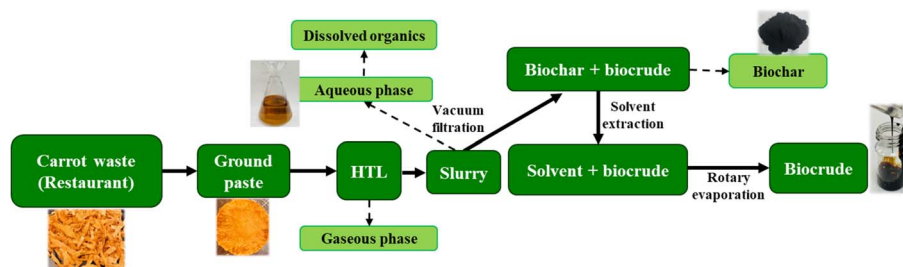 Dissolved organics
Aqueous phase
Vacuum
filtration
Biochar + biocrude
Biochar
Solvent
extraction
Carrot waste
(Restaurant)
Ground
paste
HTL
Slurry
Solvent + biocrude
Rotary
evaporation
Biocrude
Gaseous phase